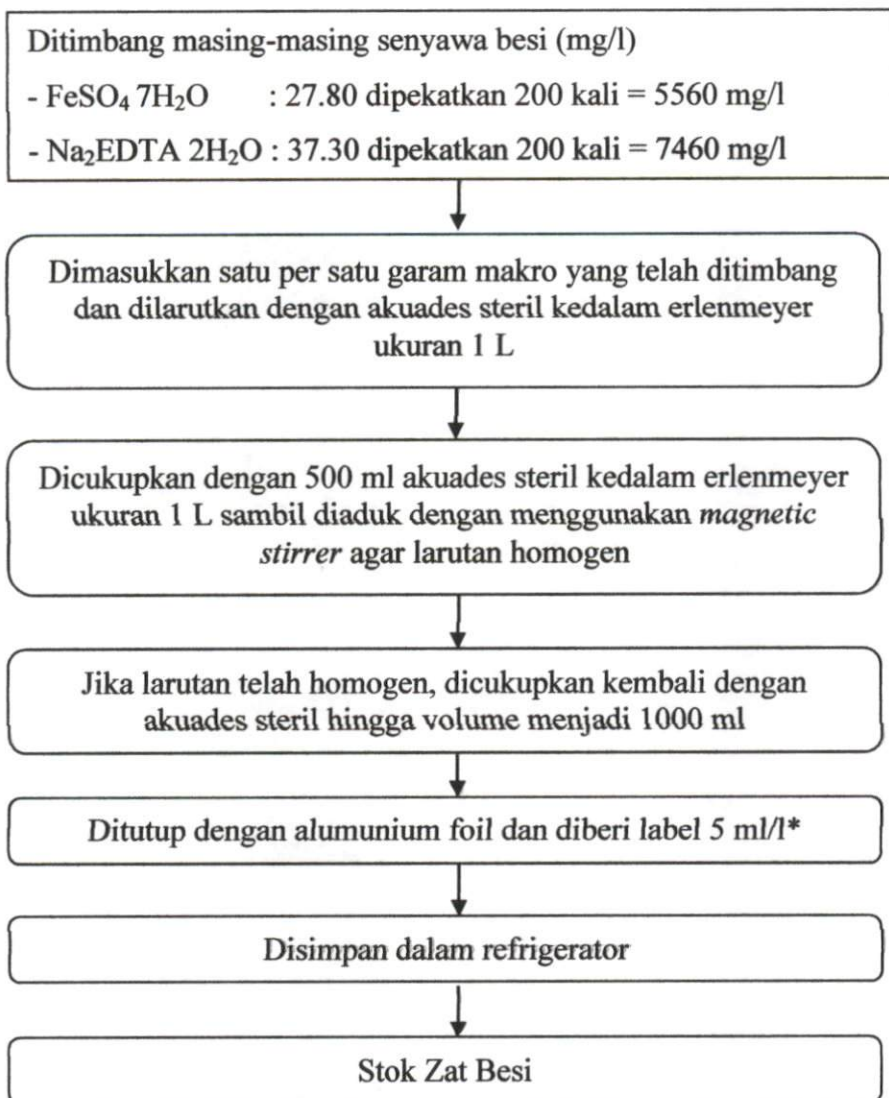 Ditimbang masing-masing senyawa besi (mg/l)
- FeSO₄ 7H₂O : 27.80 dipekatkan 200 kali = 5560 mg/l
- Na₂EDTA 2H₂O : 37.30 dipekatkan 200 kali = 7460 mg/l
Dimasukkan satu per satu garam makro yang telah ditimbang
dan dilarutkan dengan akuades steril kedalam erlenmeyer
ukuran 1 L
Dicukupkan dengan 500 ml akuades steril kedalam erlenmeyer
ukuran 1 L sambil diaduk dengan menggunakan magnetic
stirrer agar larutan homogen
Jika larutan telah homogen, dicukupkan kembali dengan
akuades steril hingga volume menjadi 1000 ml
Ditutup dengan alumunium foil dan diberi label 5 ml/l*
Disimpan dalam refrigerator
Stok Zat Besi